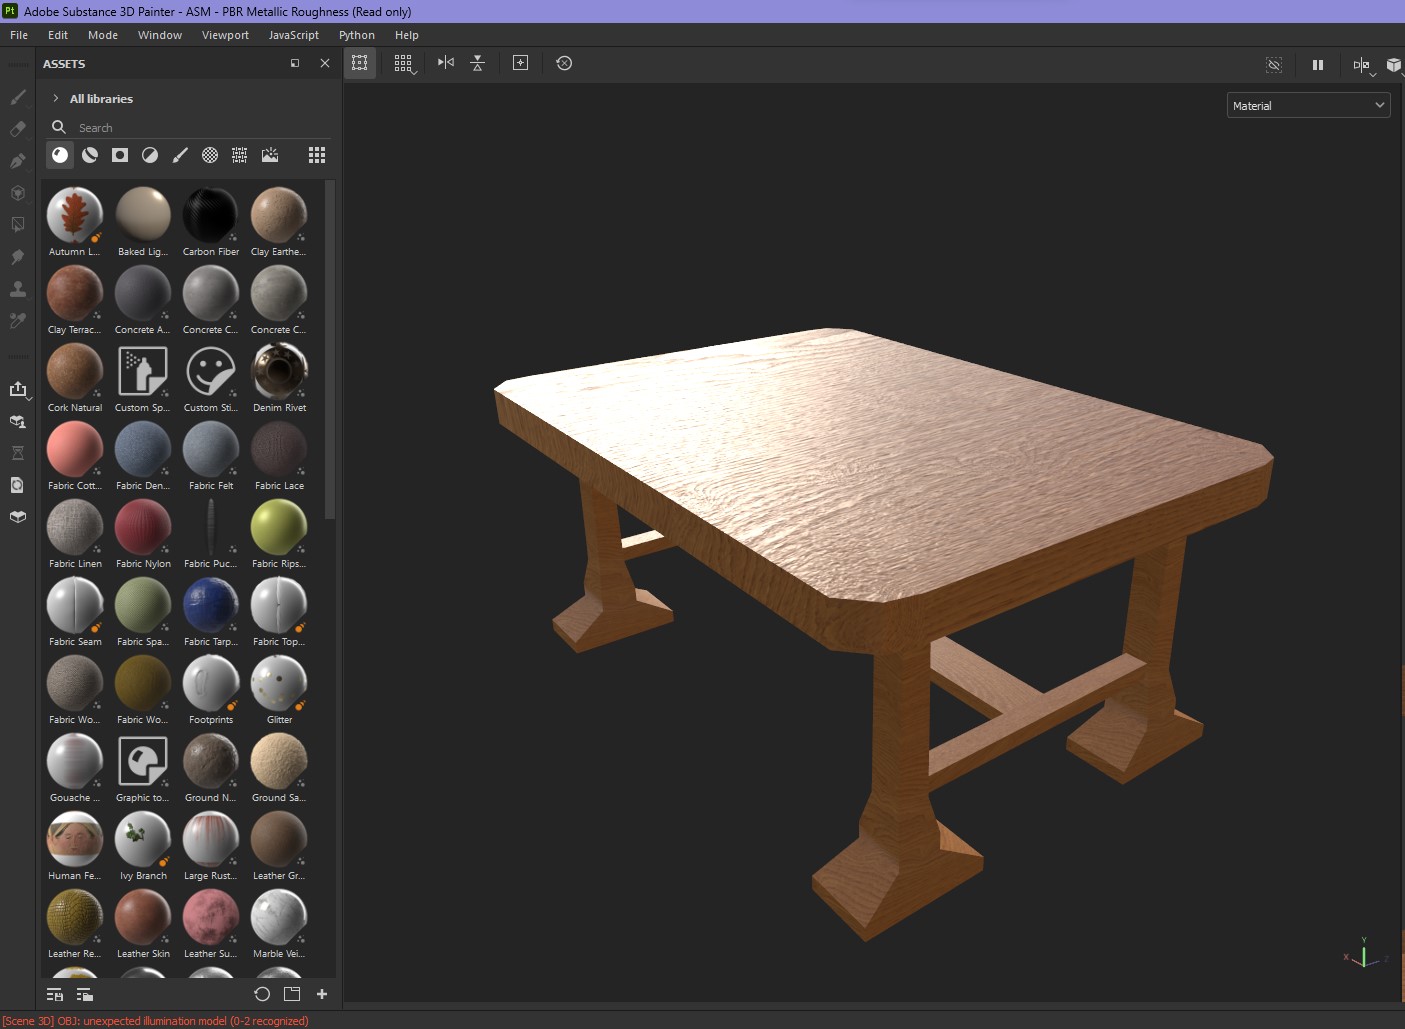 Pt Adobe Substance 3D Painter - ASM - PBR Metallic Roughness (Read only)
File Edit Mode Window Viewport JavaScript Python Help
ASSETS
All libraries
Search
Material
Autumn L... Baked Lig... Carbon Fiber Clay Earthe...
Clay Terrac... Concrete A... Concrete C... Concrete C...
Cork Natural Custom Sp... Custom Sti... Denim Rivet
Fabric Cott... Fabric Den... Fabric Felt Fabric Lace
Fabric Linen Fabric Nylon Fabric Puc... Fabric Rips...
Fabric Seam Fabric Spa... Fabric Tarp... Fabric Top...
Fabric Wo... Fabric Wo... Footprints Glitter
Gouache ... Graphic to... Ground N... Ground Sa...
Human Fe... Ivy Branch Large Rust... Leather Gr...
Leather Re... Leather Skin Leather Su... Marble Vei...
Y
X Z
[Scene 3D] OBJ: unexpected illumination model (0-2 recognized)